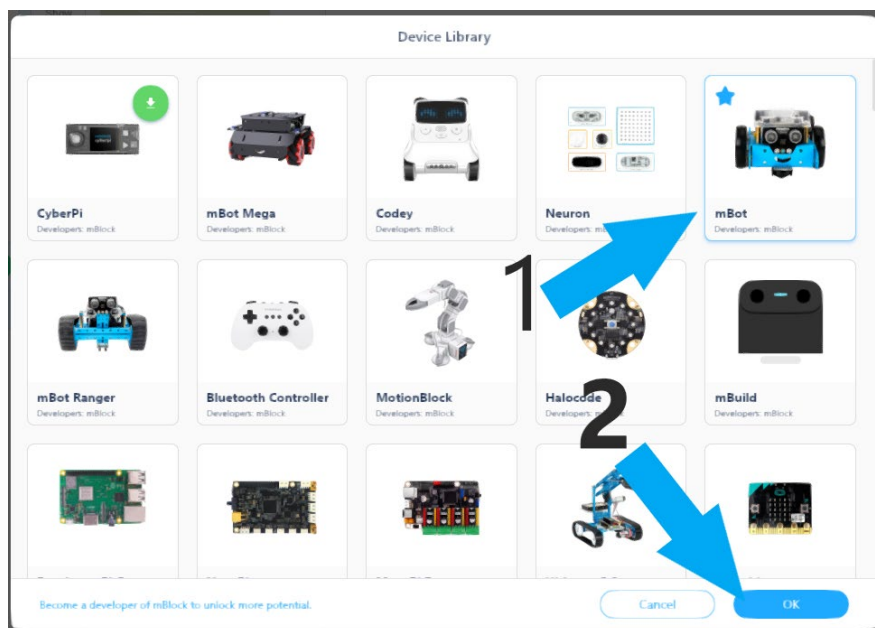 Device Library
CyberPi
Developers: mBlock
mBot Mega
Developers: mBlock
Codey
Developers: mBlock
Neuron
Developers: mBlock
mBot
Developers: mBlock
1
mBot Ranger
Developers: mBlock
Bluetooth Controller
Developers: mBlock
MotionBlock
Developers: mBlock
Halocode
Developers: mBlock
mBuild
Developers: mBlock
2
Become a developer of mBlock to unlock more potential.
Cancel
OK